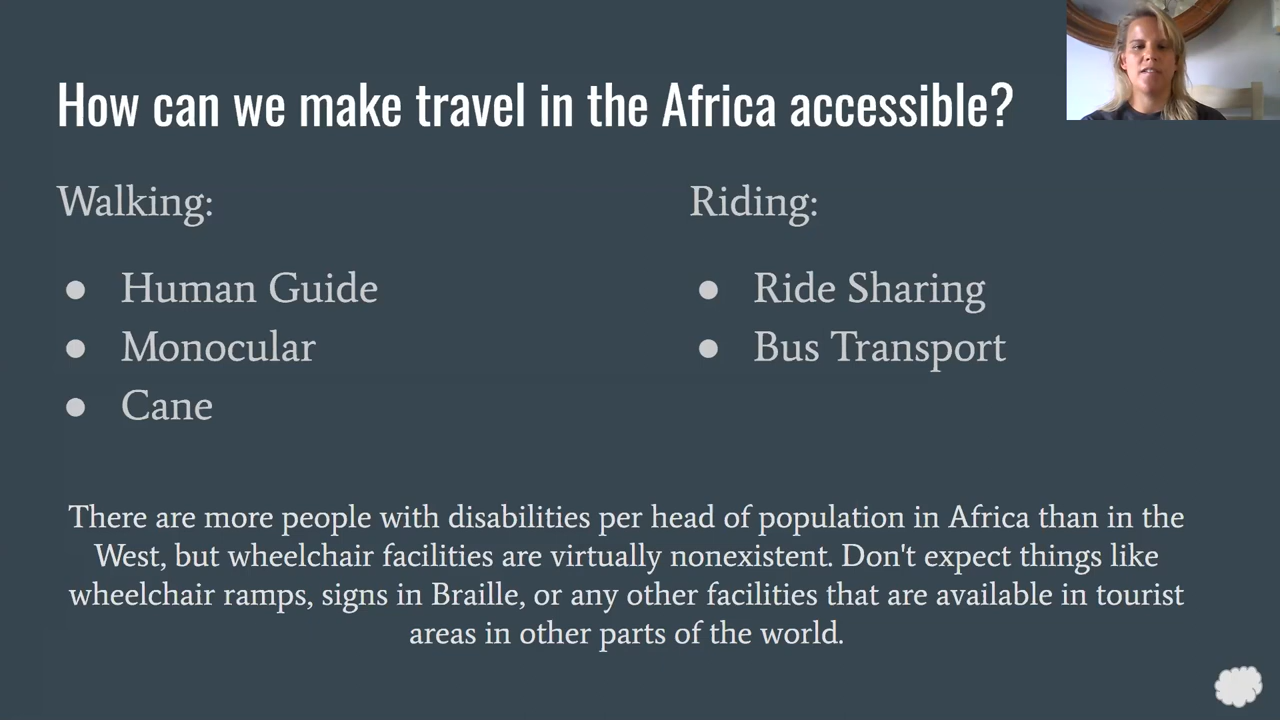 How can we make travel in the Africa accessible?
Walking:
● Human Guide
● Monocular
● Cane
Riding:
● Ride Sharing
● Bus Transport
There are more people with disabilities per head of population in Africa than in the
West, but wheelchair facilities are virtually nonexistent. Don't expect things like
wheelchair ramps, signs in Braille, or any other facilities that are available in tourist
areas in other parts of the world.